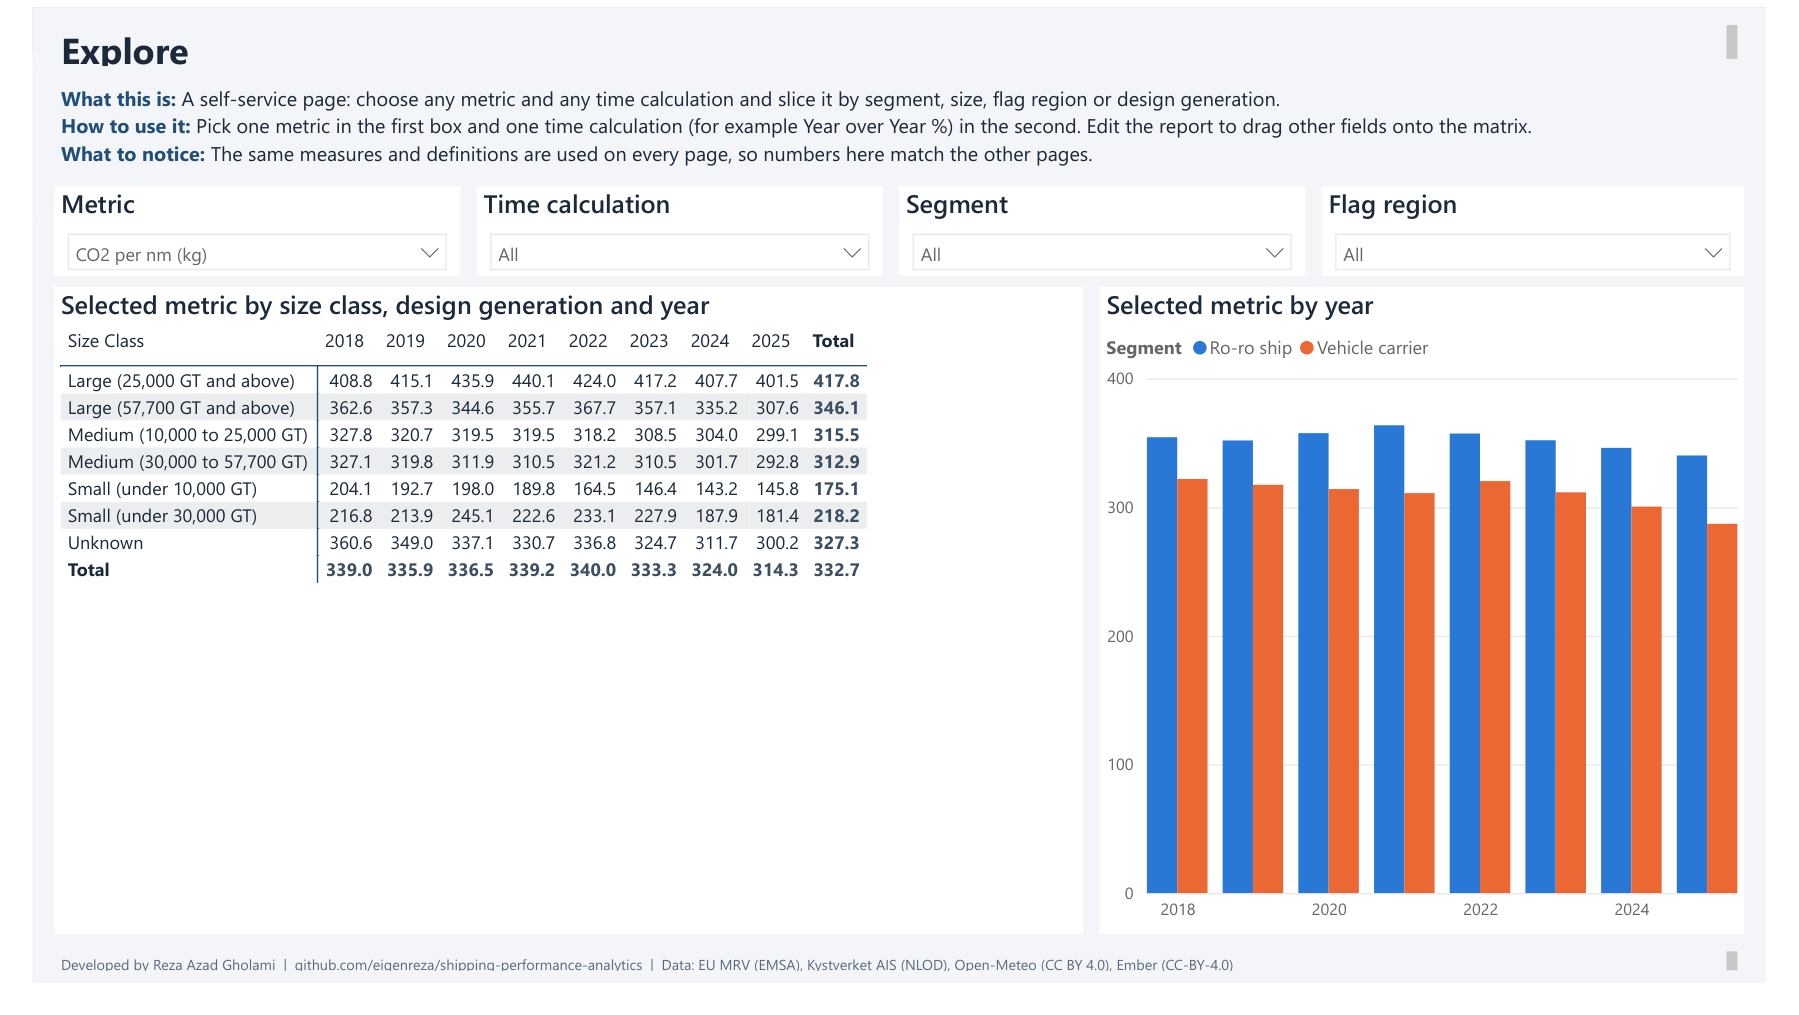 Explore
What this is: A self-service page: choose any metric and any time calculation and slice it by segment, size, flag region or design generation.
How to use it: Pick one metric in the first box and one time calculation (for example Year over Year %) in the second. Edit the report to drag other fields onto the matrix.
What to notice: The same measures and definitions are used on every page, so numbers here match the other pages.
Metric
CO2 per nm (kg)
Time calculation
All
Segment
All
Flag region
All
Selected metric by size class, design generation and year
Size Class 2018 2019 2020 2021 2022 2023 2024 2025 Total
Large (25,000 GT and above) 408.8 415.1 435.9 440.1 424.0 417.2 407.7 401.5 417.8
Large (57,700 GT and above) 362.6 357.3 344.6 355.7 367.7 357.1 335.2 307.6 346.1
Medium (10,000 to 25,000 GT) 327.8 320.7 319.5 319.5 318.2 308.5 304.0 299.1 315.5
Medium (30,000 to 57,700 GT) 327.1 319.8 311.9 310.5 321.2 310.5 301.7 292.8 312.9
Small (under 10,000 GT) 204.1 192.7 198.0 189.8 164.5 146.4 143.2 145.8 175.1
Small (under 30,000 GT) 216.8 213.9 245.1 222.6 233.1 227.9 187.9 181.4 218.2
Unknown 360.6 349.0 337.1 330.7 336.8 324.7 311.7 300.2 327.3
Total 339.0 335.9 336.5 339.2 340.0 333.3 324.0 314.3 332.7
Selected metric by year
Segment Ro-ro ship Vehicle carrier
400
300
200
100
0
2018 2020 2022 2024
Developed by Reza Azad Gholami | github.com/eigenreza/shipping-performance-analytics | Data: EU MRV (EMSA), Kystverket AIS (NLOD), Open-Meteo (CC BY 4.0), Ember (CC-BY-4.0)